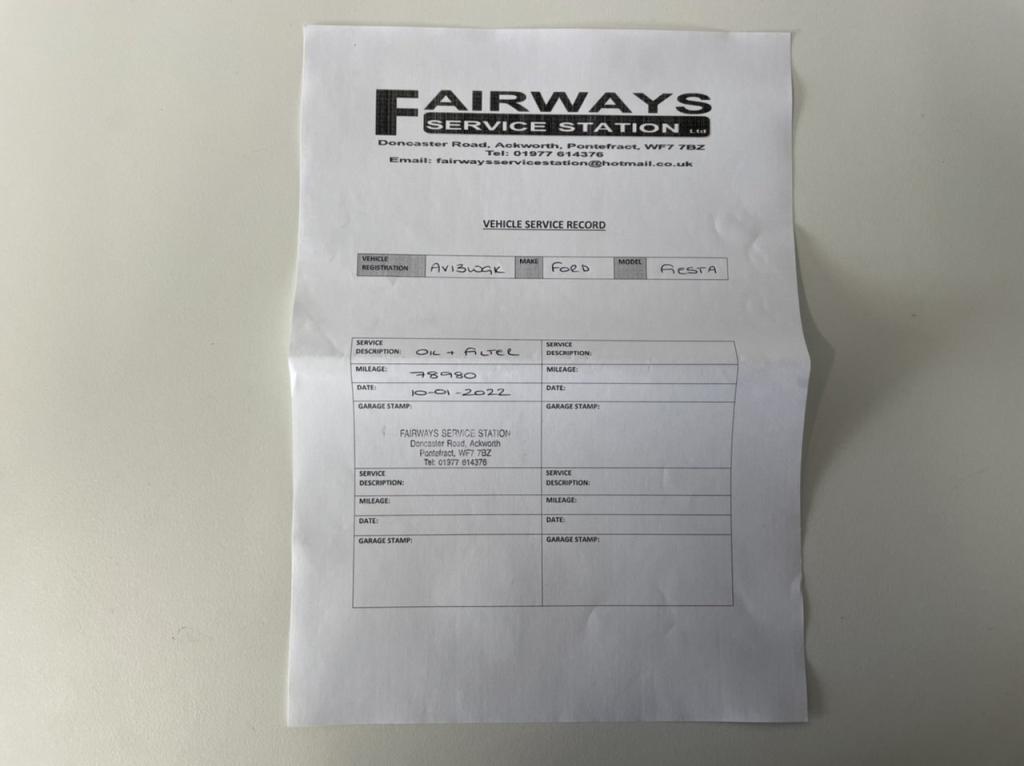 FAIRWAYS
SERVICE STATION Ltd
Doncaster Road, Ackworth, Pontefract, WF7 7BZ
Tel: 01977 614376
Email: fairwaysservicestation@hotmail.co.uk
VEHICLE SERVICE RECORD
VEHICLE REGISTRATION AV13WGK MAKE FORD MODEL FIESTA
SERVICE DESCRIPTION: OIL + FILTER
MILEAGE: 78980
DATE: 10-01-2022
GARAGE STAMP:
FAIRWAYS SERVICE STATION
Doncaster Road, Ackworth
Pontefract, WF7 7BZ
Tel: 01977 614376
SERVICE DESCRIPTION:
MILEAGE:
DATE:
GARAGE STAMP:
SERVICE DESCRIPTION:
MILEAGE:
DATE:
GARAGE STAMP:
SERVICE DESCRIPTION:
MILEAGE:
DATE:
GARAGE STAMP: